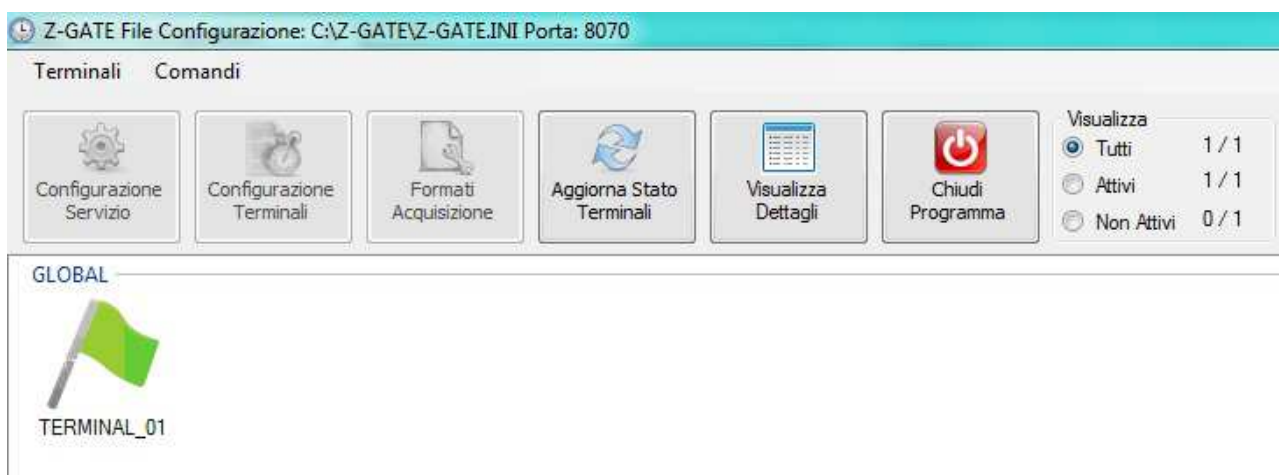 Z-GATE File Configurazione: C:\Z-GATE\Z-GATE.INI Porta: 8070
Terminali Comandi
Configurazione
Servizio
Configurazione
Terminali
Formati
Acquisizione
Aggiorna Stato
Terminali
Visualizza
Dettagli
Chiudi
Programma
Visualizza
Tutti 1 / 1
Attivi 1 / 1
Non Attivi 0 / 1
GLOBAL
TERMINAL_01